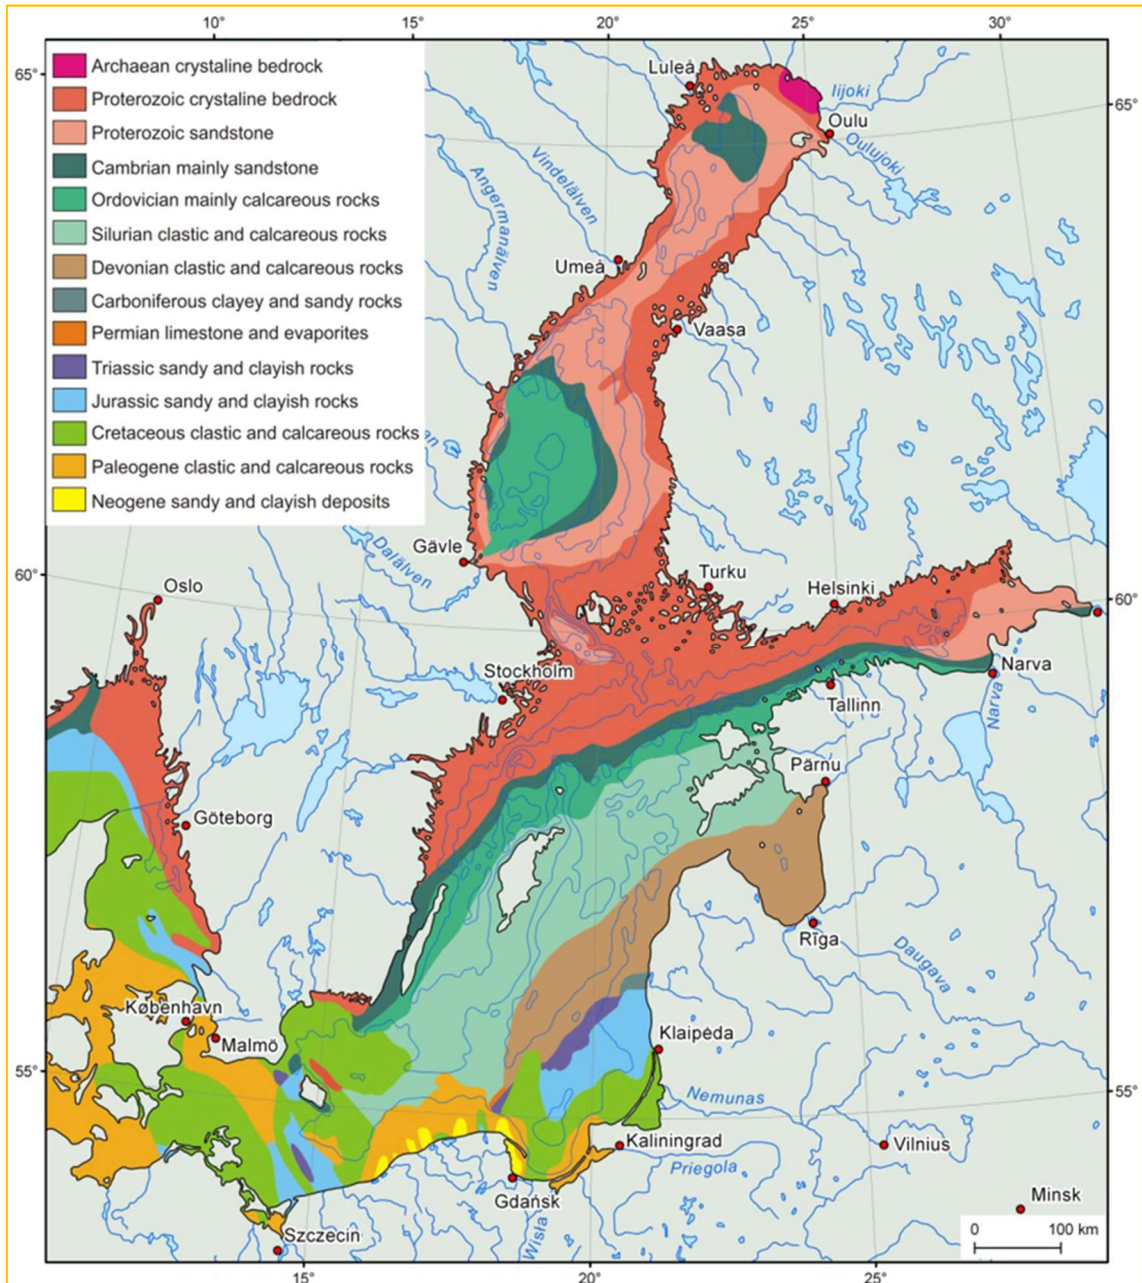 10°
15°
20°
25°
30°
65°
Archaean crystaline bedrock
Proterozoic crystaline bedrock
Proterozoic sandstone
Cambrian mainly sandstone
Ordovician mainly calcareous rocks
Silurian clastic and calcareous rocks
Devonian clastic and calcareous rocks
Carboniferous clayey and sandy rocks
Permian limestone and evaporites
Triassic sandy and clayish rocks
Jurassic sandy and clayish rocks
Cretaceous clastic and calcareous rocks
Paleogene clastic and calcareous rocks
Neogene sandy and clayish deposits
Luleå
Iijoki
65°
Oulu
Oulujoki
Vindelälven
Angermanälven
Umeå
Vaasa
Gävle
Dalälven
60°
Oslo
Turku
Helsinki
60°
Stockholm
Narva
Narva
Tallinn
Pärnu
Göteborg
Rīga
Daugava
København
Malmö
Klaipėda
55°
Nemunas
55°
Kaliningrad
Priegola
Vilnius
Gdańsk
Minsk
Wisła
Szczecin
0 100 km
15°
20°
25°